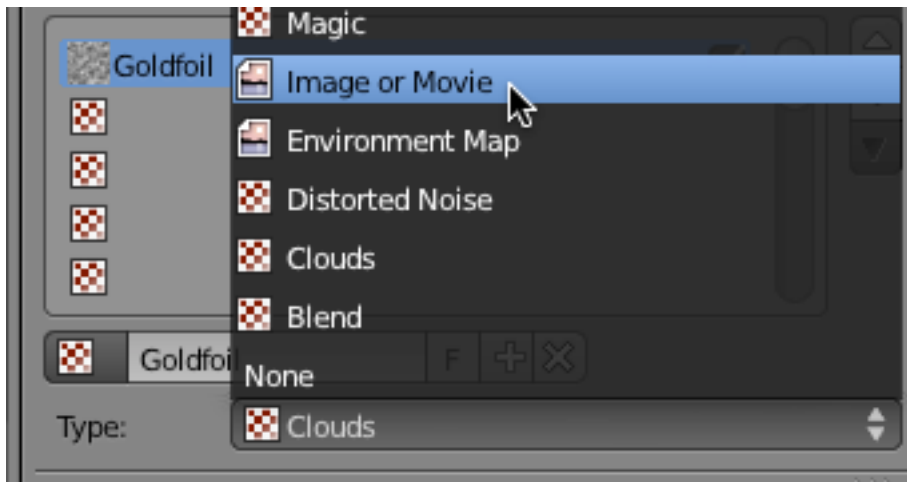 Magic
Goldfoil
Image or Movie
Environment Map
Distorted Noise
Clouds
Blend
Goldfoi F
None
Type: Clouds